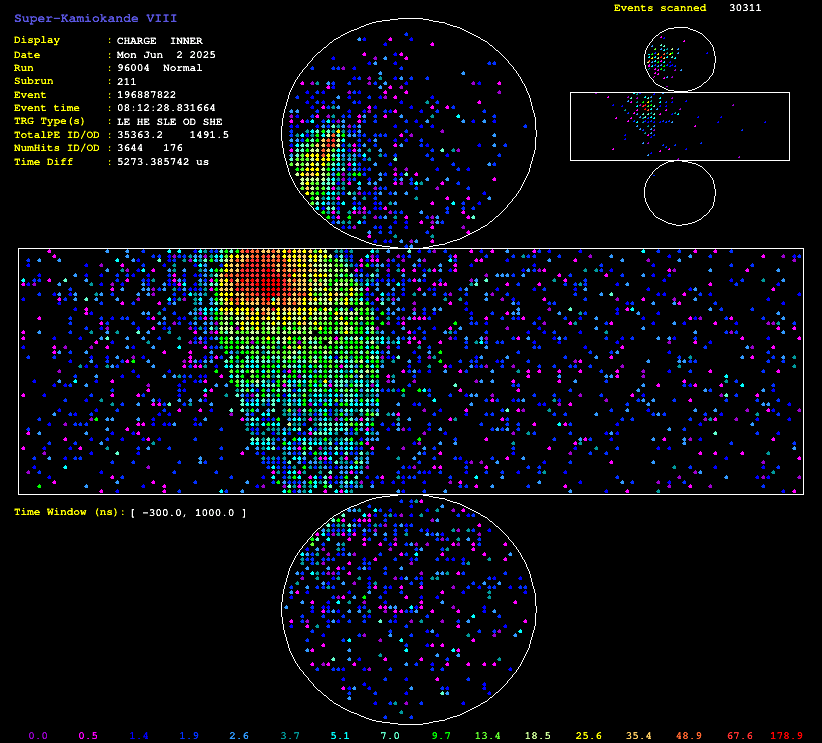 Events scanned 30311
Super-Kamiokande VIII
Display : CHARGE INNER
Date : Mon Jun 2 2025
Run : 96004 Normal
Subrun : 211
Event : 196887822
Event time : 08:12:28.831664
TRG Type(s) : LE HE SLE OD SHE
TotalPE ID/OD : 35363.2 1491.5
NumHits ID/OD : 3644 176
Time Diff : 5273.385742 us
Time Window (ns): [ -300.0, 1000.0 ]
0.0 0.5 1.4 1.9 2.6 3.7 5.1 7.0 9.7 13.4 18.5 25.6 35.4 48.9 67.6 178.9